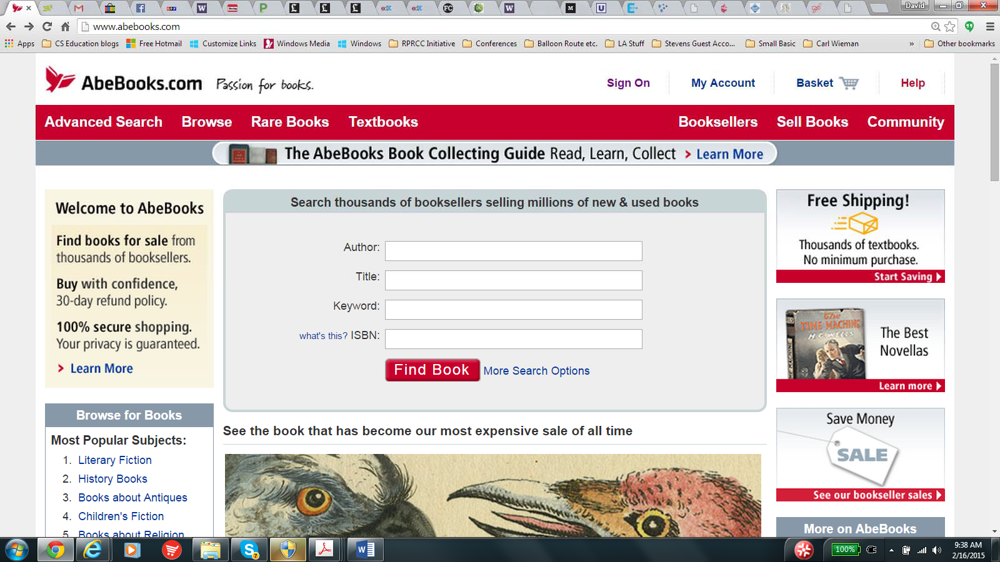 David
www.abebooks.com
Apps CS Education blogs Free Hotmail Customize Links Windows Media Windows RPRCC Initiative Conferences Balloon Route etc. LA Stuff Stevens Guest Acco... Small Basic Carl Wieman » Other bookmarks
AbeBooks.com Passion for books.
Sign On My Account Basket Help
Advanced Search Browse Rare Books Textbooks Booksellers Sell Books Community
The AbeBooks Book Collecting Guide Read, Learn, Collect > Learn More
Welcome to AbeBooks
Find books for sale from
thousands of booksellers.
Buy with confidence,
30-day refund policy.
100% secure shopping.
Your privacy is guaranteed.
> Learn More
Browse for Books
Most Popular Subjects:
1. Literary Fiction
2. History Books
3. Books about Antiques
4. Children's Fiction
5. Books about Religion
Search thousands of booksellers selling millions of new & used books
Author:
Title:
Keyword:
what's this? ISBN:
Find Book More Search Options
See the book that has become our most expensive sale of all time
Free Shipping!
Thousands of textbooks.
No minimum purchase.
Start Saving
The
TIME MACHINE
H.G. WELLS
The Best
Novellas
Learn more
Save Money
SALE
See our bookseller sales
More on AbeBooks
100%
9:38 AM
2/16/2015